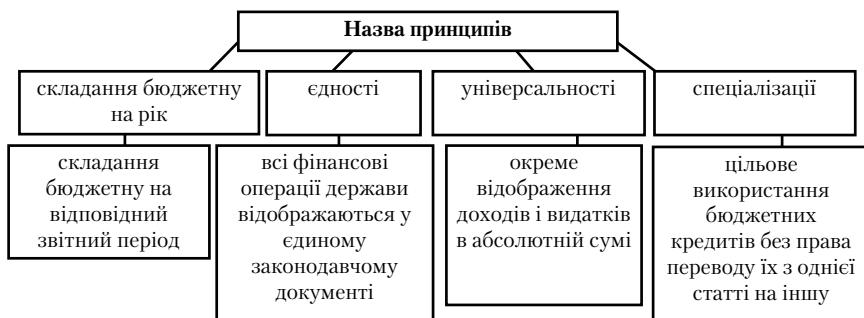 Назва принципів
складання бюджетну
на рік
єдності
універсальності
спеціалізації
складання
бюджетну на
відповідний
звітний період
всі фінансові
операції держави
відображаються у
єдиному
законодавчому
документі
окреме
відображення
доходів і видатків
в абсолютній сумі
цільове
використання
бюджетних
кредитів без права
переводу їх з однієї
статті на іншу